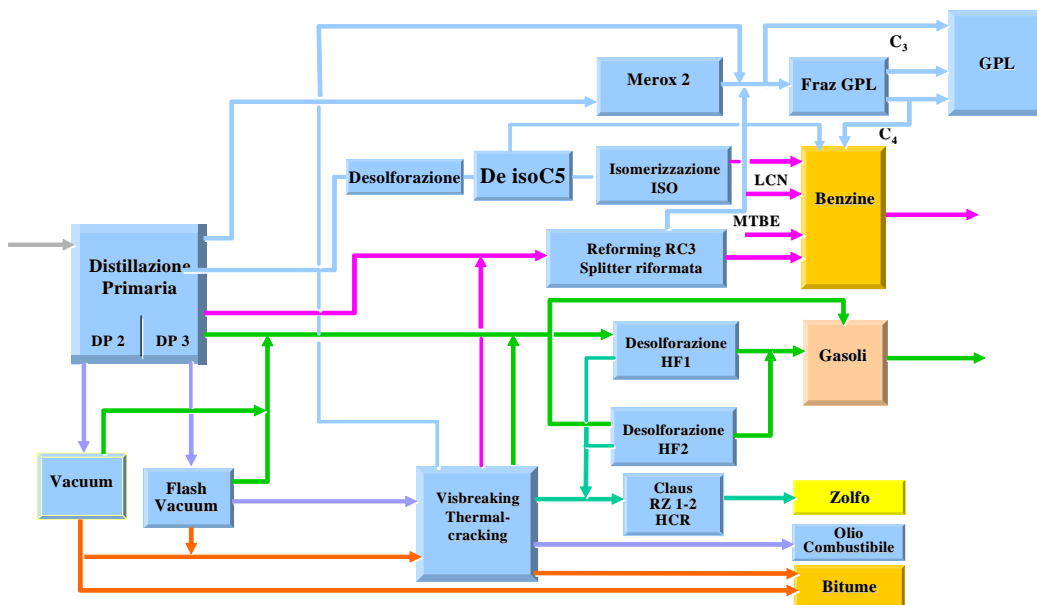 C3
GPL
Merox 2
Fraz GPL
C4
Desolforazione
De isoC5
Isomerizzazione
ISO
LCN
Benzine
MTBE
Distillazione
Primaria
DP 2
DP 3
Reforming RC3
Splitter riformata
Desolforazione
HF1
Gasoli
Desolforazione
HF2
Vacuum
Flash
Vacuum
Visbreaking
Thermal-
cracking
Claus
RZ 1-2
HCR
Zolfo
Olio
Combustibile
Bitume